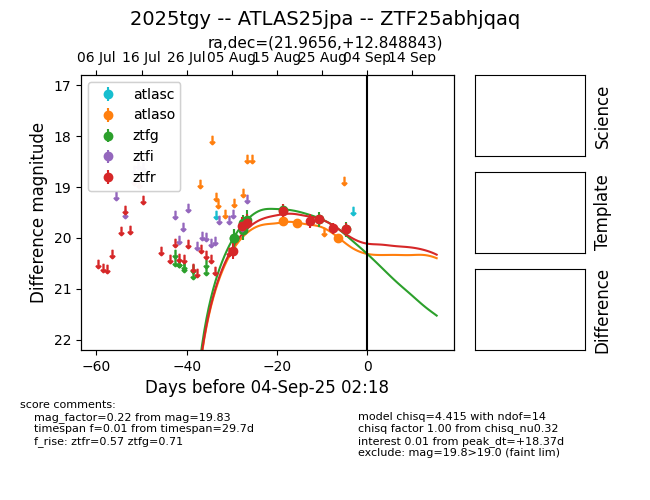 2025tgy -- ATLAS25jpa -- ZTF25abhjqaq
ra,dec=(21.9656,+12.848843)
06 Jul 16 Jul 26 Jul 05 Aug 15 Aug 25 Aug 04 Sep 14 Sep
17
18
19
20
21
22
Difference magnitude
atlasc
atlaso
ztfg
ztfi
ztfr
−60 −40 −20 0
Days before 04-Sep-25 02:18
Science
Template
Difference
score comments:
mag_factor=0.22 from mag=19.83
timespan f=0.01 from timespan=29.7d
f_rise: ztfr=0.57 ztfg=0.71
model chisq=4.415 with ndof=14
chisq factor 1.00 from chisq_nu0.32
interest 0.01 from peak_dt=+18.37d
exclude: mag=19.8>19.0 (faint lim)